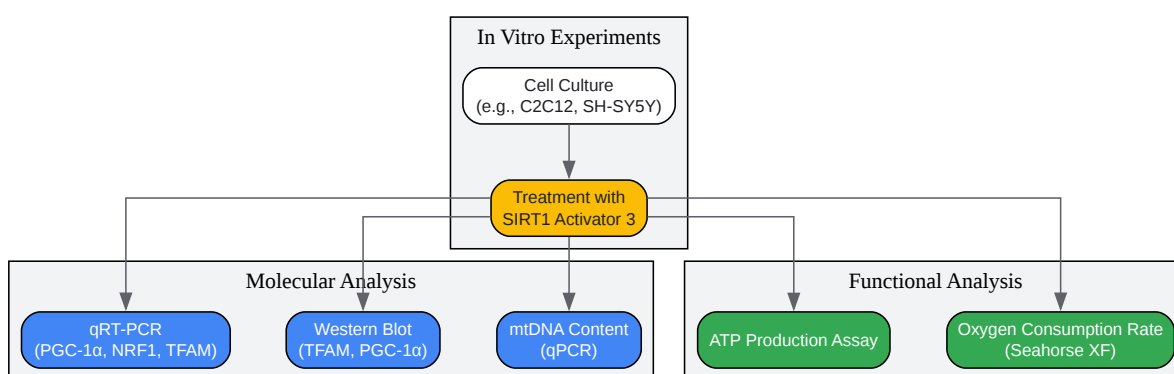 In Vitro Experiments
Cell Culture
(e.g., C2C12, SH-SY5Y)
Treatment with
SIRT1 Activator 3
Molecular Analysis
qRT-PCR
(PGC-1α, NRF1, TFAM)
Western Blot
(TFAM, PGC-1α)
mtDNA Content
(qPCR)
Functional Analysis
ATP Production Assay
Oxygen Consumption Rate
(Seahorse XF)